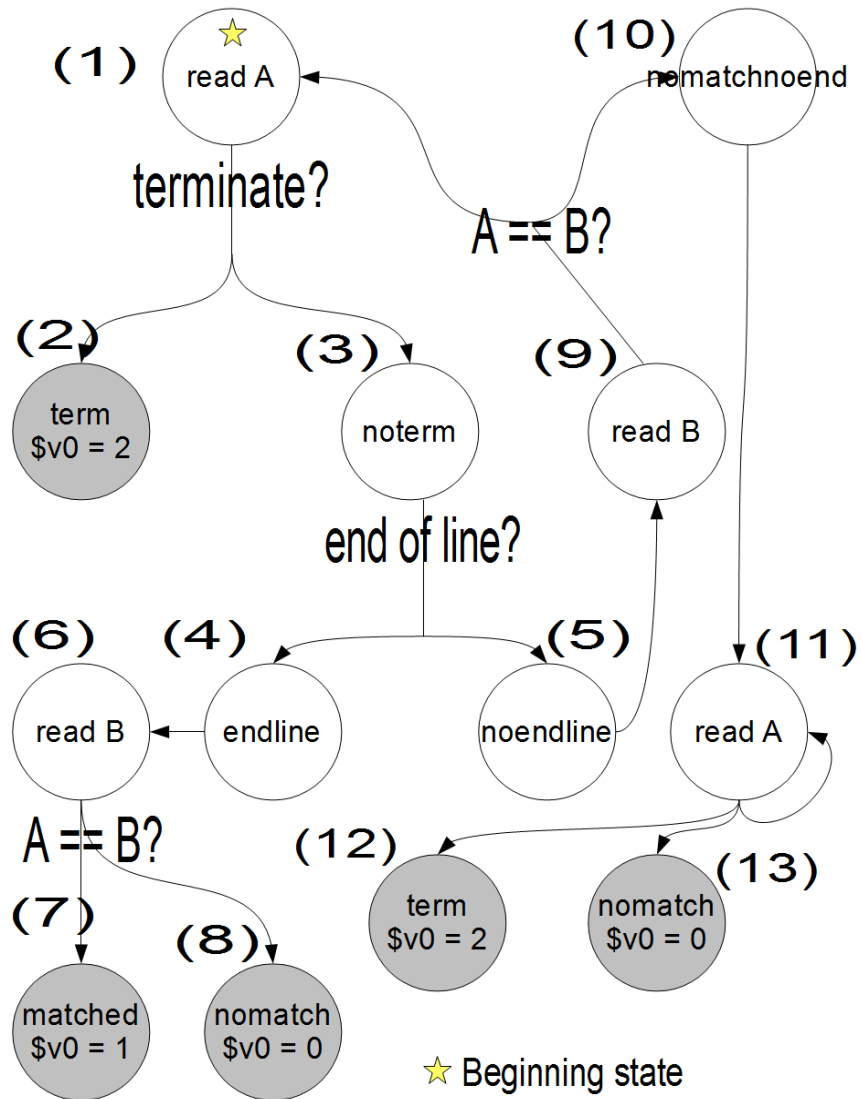 (1)
read A
(10)
nomatchnoend
terminate?
A == B?
(2)
term
$v0 = 2
(3)
noterm
(9)
read B
end of line?
(6)
read B
(4)
endline
(5)
noendline
(11)
read A
A == B?
(7)
matched
$v0 = 1
(8)
nomatch
$v0 = 0
(12)
term
$v0 = 2
(13)
nomatch
$v0 = 0
Beginning state